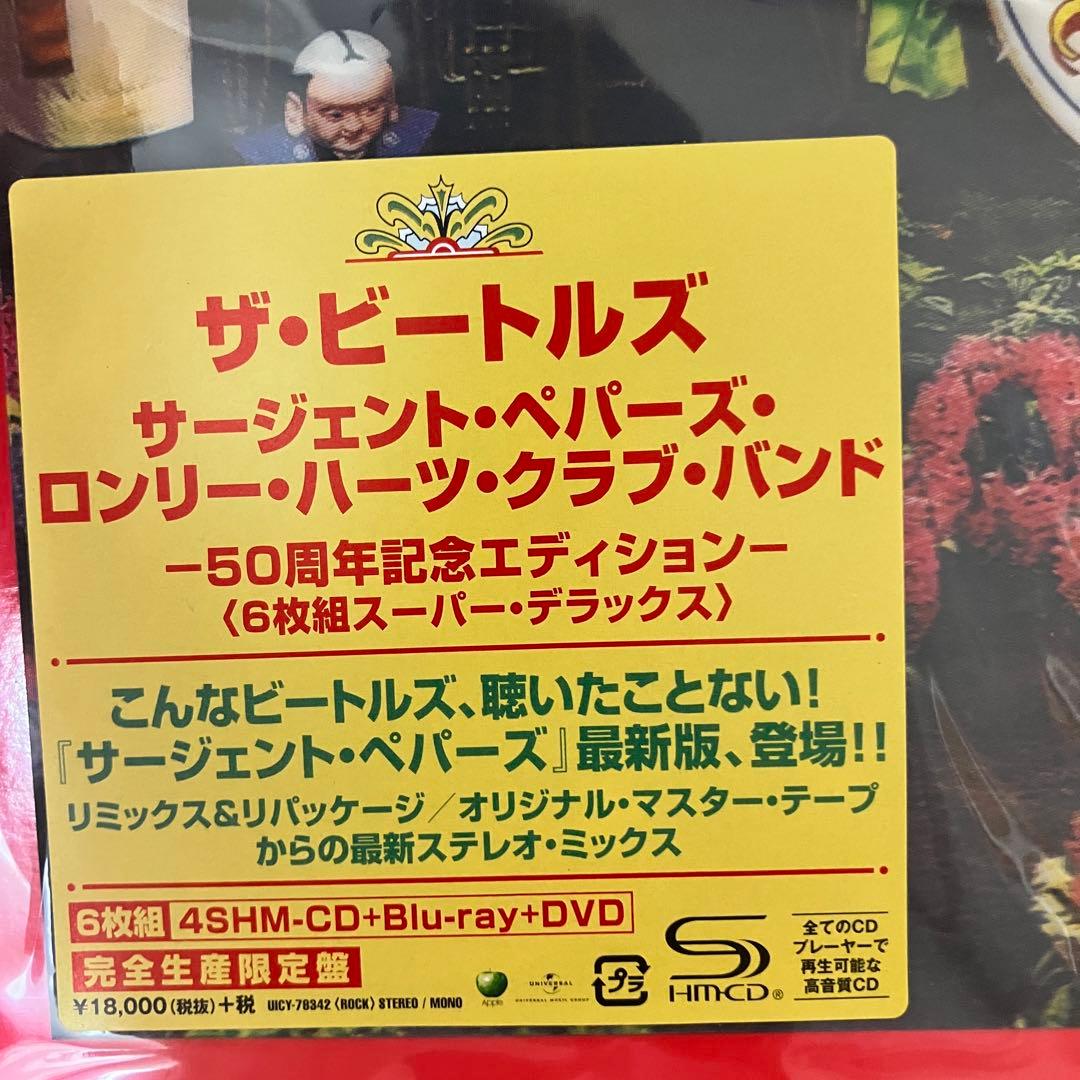 ザ・ビートルズ
サージェント・ペパーズ・
ロンリー・ハーツ・クラブ・バンド
－50周年記念エディション－
〈6枚組スーパー・デラックス〉
こんなビートルズ、聴いたことない!
『サージェント・ペパーズ』最新版、登場!!
リミックス&リパッケージ／オリジナル・マスター・テープ
からの最新ステレオ・ミックス
6枚組 4SHM-CD+Blu-ray+DVD
完全生産限定盤
¥18,000(税抜)+税 UICY-78342〈ROCK〉STEREO / MONO
Apple
UNIVERSAL
UNIVERSAL MUSIC GROUP
プラ
SHM-CD®
全てのCD
プレーヤーで
再生可能な
高音質CD